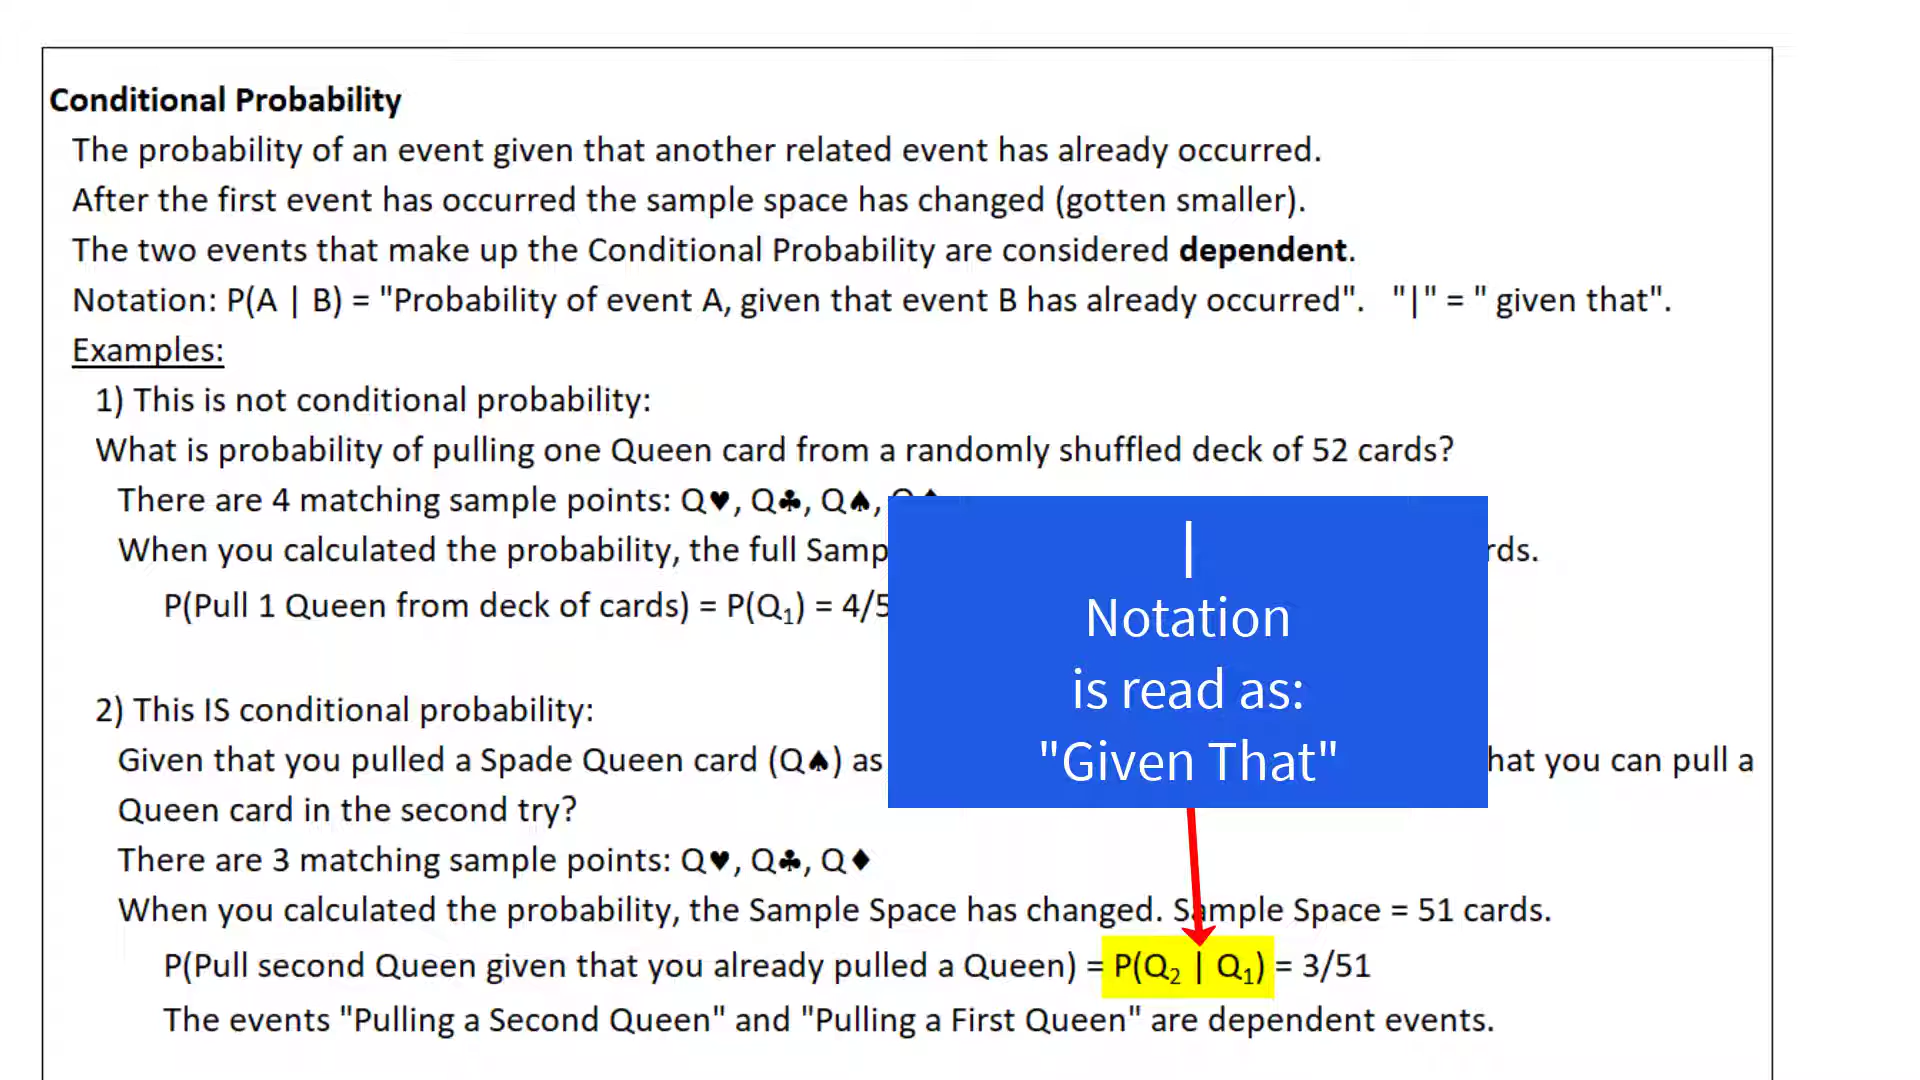 Conditional Probability
The probability of an event given that another related event has already occurred.
After the first event has occurred the sample space has changed (gotten smaller).
The two events that make up the Conditional Probability are considered dependent.
Notation: P(A | B) = "Probability of event A, given that event B has already occurred". "|" = " given that".
Examples:
1) This is not conditional probability:
What is probability of pulling one Queen card from a randomly shuffled deck of 52 cards?
There are 4 matching sample points: Q♥, Q♣, Q♠,
When you calculated the probability, the full
P(Pull 1 Queen from deck of cards) = P(Q₁) =
2) This IS conditional probability:
Given that you pulled a Spade Queen card (Q♠) as
you can pull a
Queen card in the second try?
There are 3 matching sample points: Q♥, Q♣, Q♦
When you calculated the probability, the Sample Space has changed. Sample Space = 51 cards.
P(Pull second Queen given that you already pulled a Queen) = P(Q₂ | Q₁) = 3/51
The events "Pulling a Second Queen" and "Pulling a First Queen" are dependent events.
|
Notation
is read as:
"Given That"